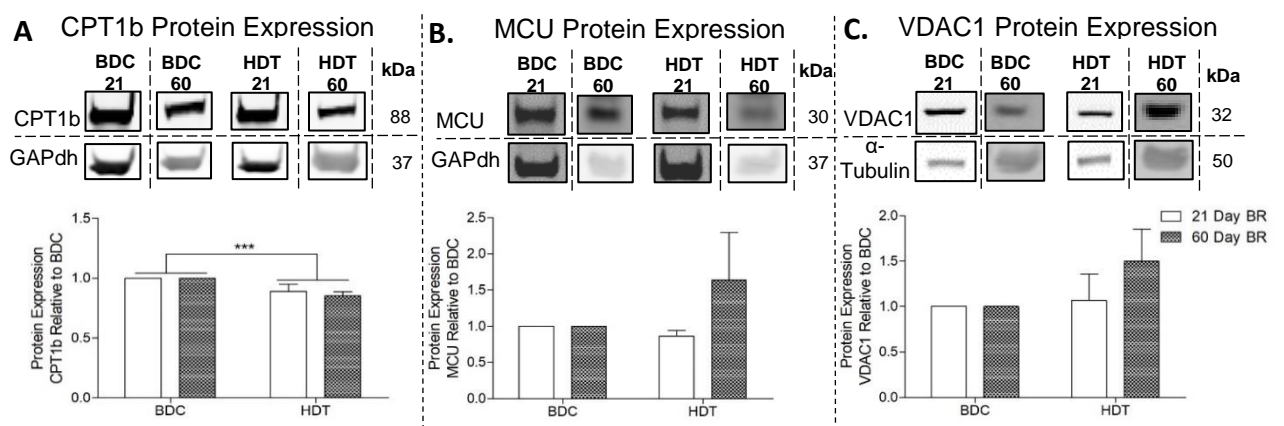 A CPT1b Protein Expression
BDC BDC HDT HDT
21 60 21 60 kDa
CPT1b 88
GAPdh 37
1.5
1.0
0.5
0.0
Protein Expression
CPT1b Relative to BDC
***
BDC HDT
B. MCU Protein Expression
BDC BDC HDT HDT
21 60 21 60 kDa
MCU 30
GAPdh 37
2.5
2.0
1.5
1.0
0.5
0.0
Protein Expression
MCU Relative to BDC
BDC HDT
C. VDAC1 Protein Expression
BDC BDC HDT HDT
21 60 21 60 kDa
VDAC1 32
α-
Tubulin 50
2.0
1.5
1.0
0.5
0.0
Protein Expression
VDAC1 Relative to BDC
21 Day BR
60 Day BR
BDC HDT